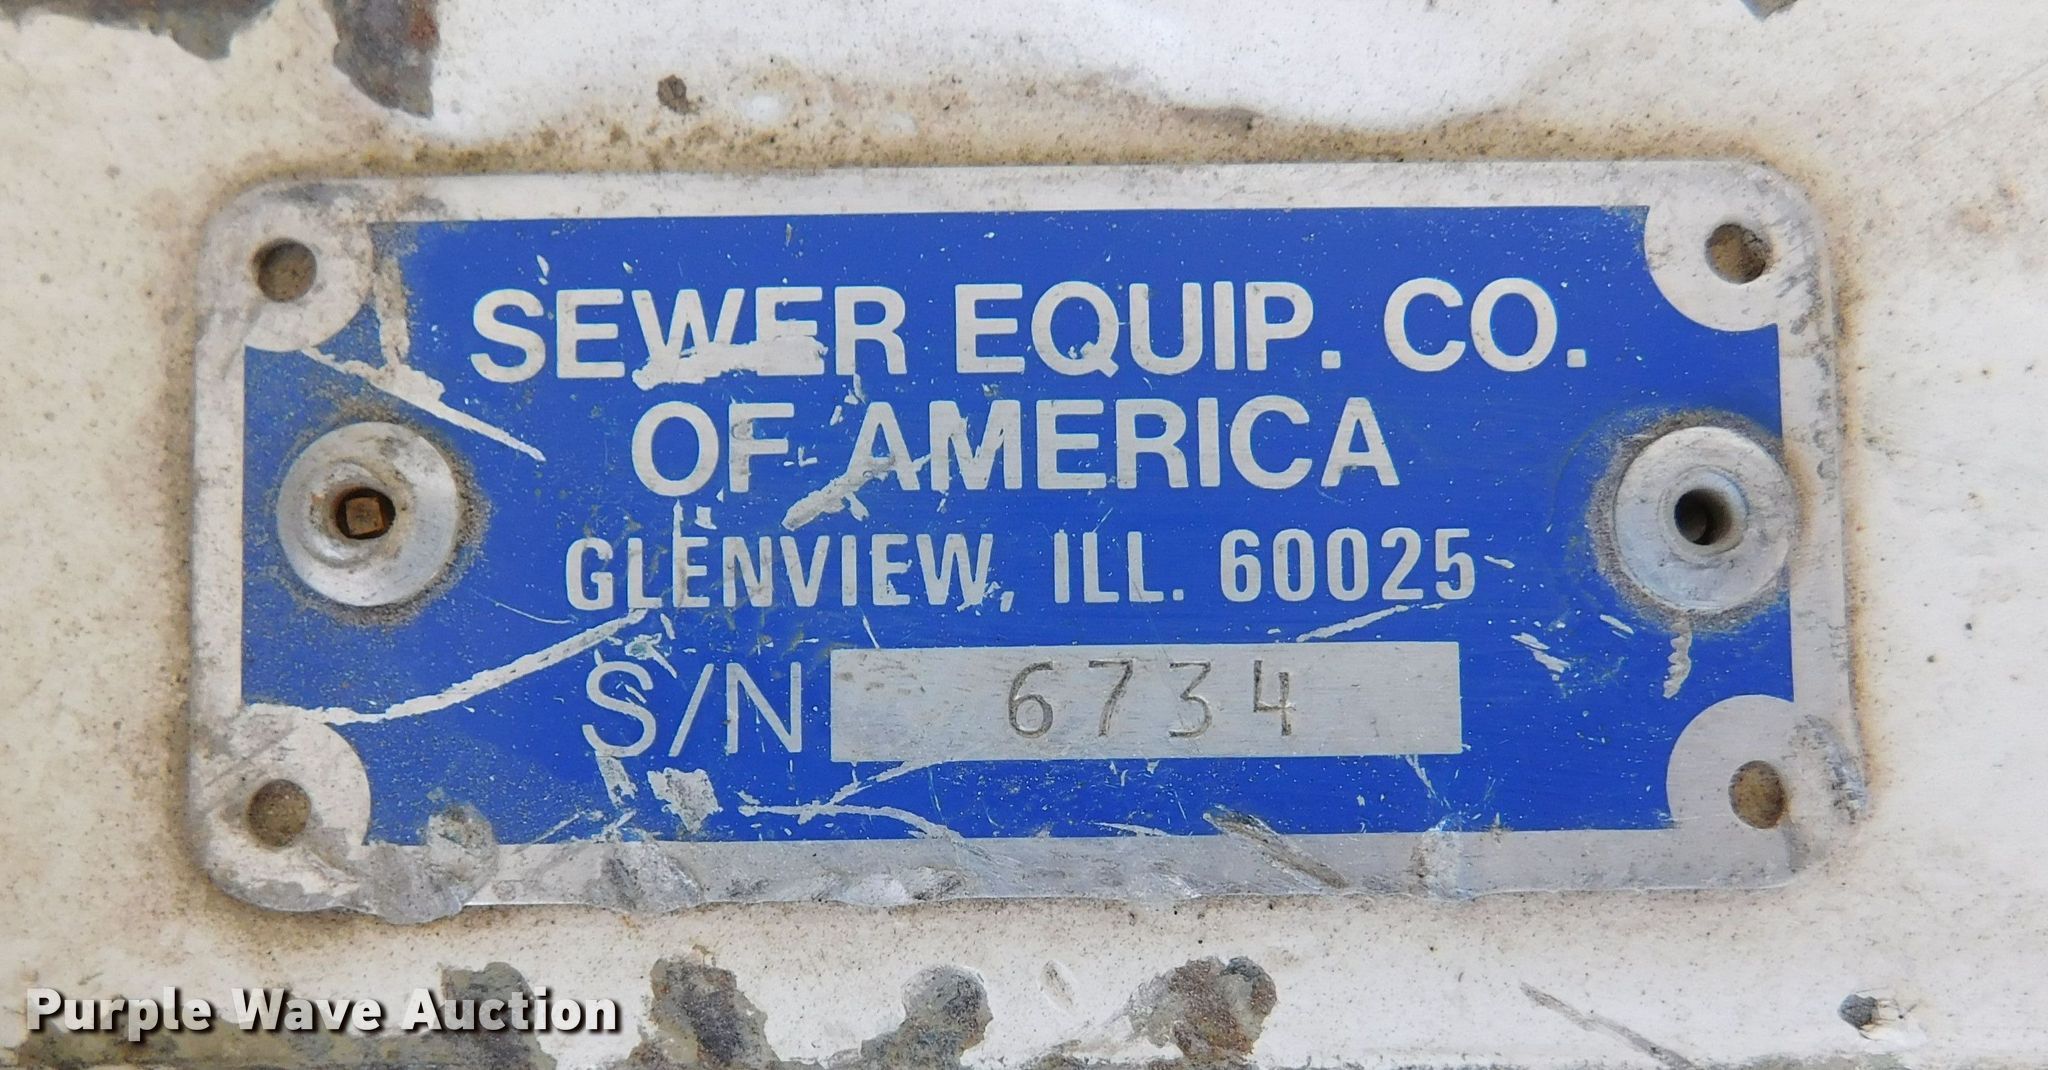 SEWER EQUIP. CO.
OF AMERICA
GLENVIEW, ILL. 60025
S/N 6734
Purple Wave Auction